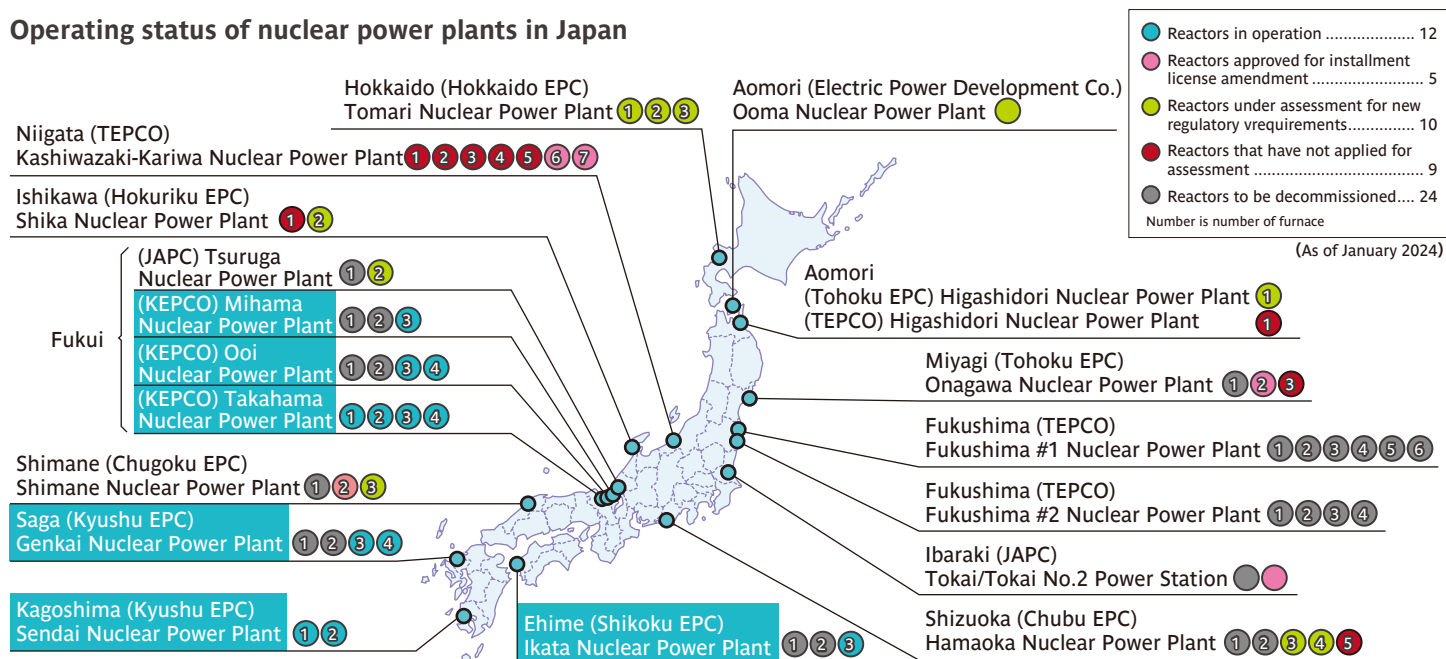 Operating status of nuclear power plants in Japan
Reactors in operation .................... 12
Reactors approved for installment
license amendment ........................ 5
Reactors under assessment for new
regulatory vrequirements................ 10
Reactors that have not applied for
assessment .................................... 9
Reactors to be decommissioned.... 24
Number is number of furnace
(As of January 2024)
Hokkaido (Hokkaido EPC)
Tomari Nuclear Power Plant 1 2 3
Aomori (Electric Power Development Co.)
Ooma Nuclear Power Plant
Niigata (TEPCO)
Kashiwazaki-Kariwa Nuclear Power Plant 1 2 3 4 5 6 7
Ishikawa (Hokuriku EPC)
Shika Nuclear Power Plant 1 2
Fukui
(JAPC) Tsuruga
Nuclear Power Plant 1 2
(KEPCO) Mihama
Nuclear Power Plant 1 2 3
(KEPCO) Ooi
Nuclear Power Plant 1 2 3 4
(KEPCO) Takahama
Nuclear Power Plant 1 2 3 4
Shimane (Chugoku EPC)
Shimane Nuclear Power Plant 1 2 3
Saga (Kyushu EPC)
Genkai Nuclear Power Plant 1 2 3 4
Kagoshima (Kyushu EPC)
Sendai Nuclear Power Plant 1 2
Ehime (Shikoku EPC)
Ikata Nuclear Power Plant 1 2 3
Aomori
(Tohoku EPC) Higashidori Nuclear Power Plant 1
(TEPCO) Higashidori Nuclear Power Plant 1
Miyagi (Tohoku EPC)
Onagawa Nuclear Power Plant 1 2 3
Fukushima (TEPCO)
Fukushima #1 Nuclear Power Plant 1 2 3 4 5 6
Fukushima (TEPCO)
Fukushima #2 Nuclear Power Plant 1 2 3 4
Ibaraki (JAPC)
Tokai/Tokai No.2 Power Station
Shizuoka (Chubu EPC)
Hamaoka Nuclear Power Plant 1 2 3 4 5